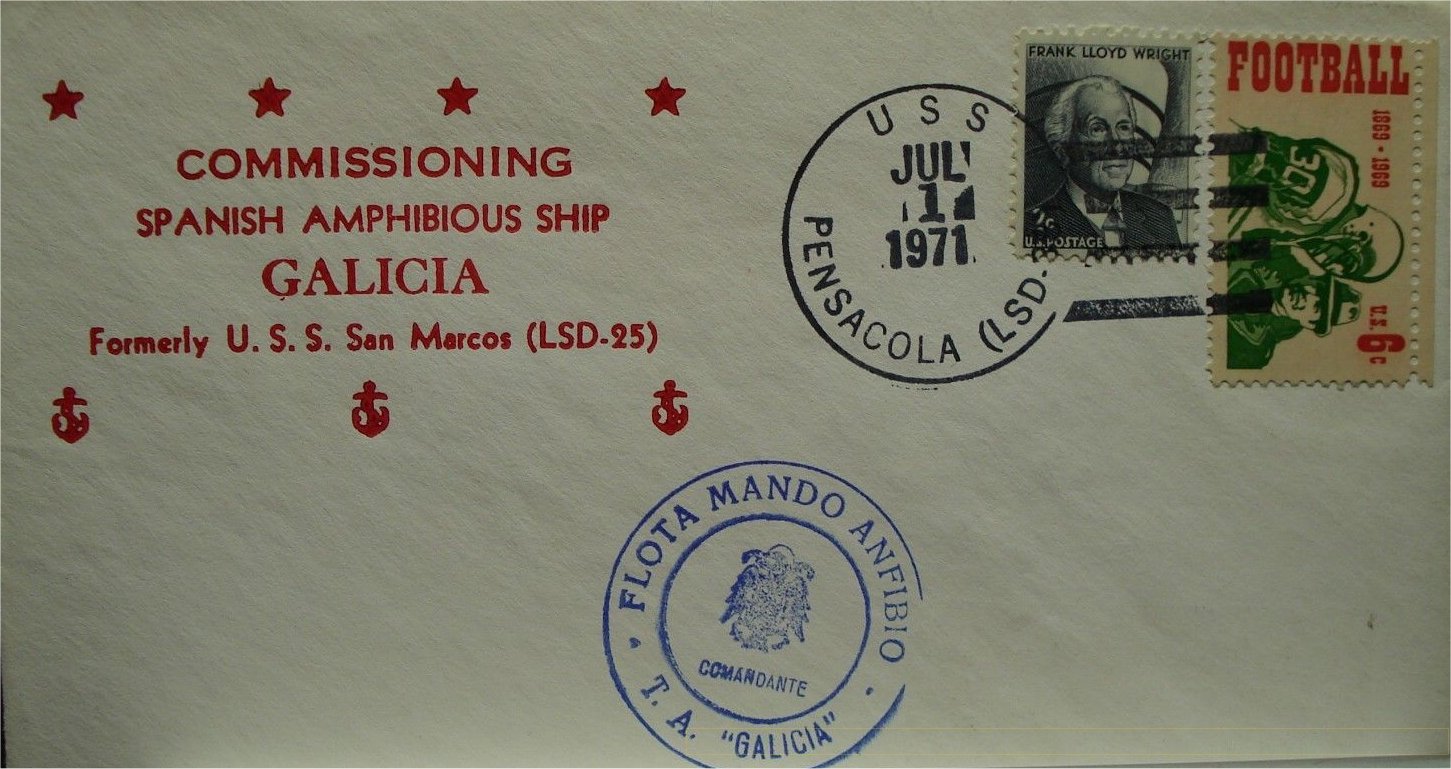 COMMISSIONING
SPANISH AMPHIBIOUS SHIP
GALICIA
Formerly U. S. S. San Marcos (LSD-25)
USS
PENSACOLA (LSD-
JUL
1971
FRANK LLOYD WRIGHT
U.S. POSTAGE
FOOTBALL
1869 • 1969
30
U.S. 6c
FLOTA MANDO ANFIBIO
COMANDANTE
T. A. "GALICIA"